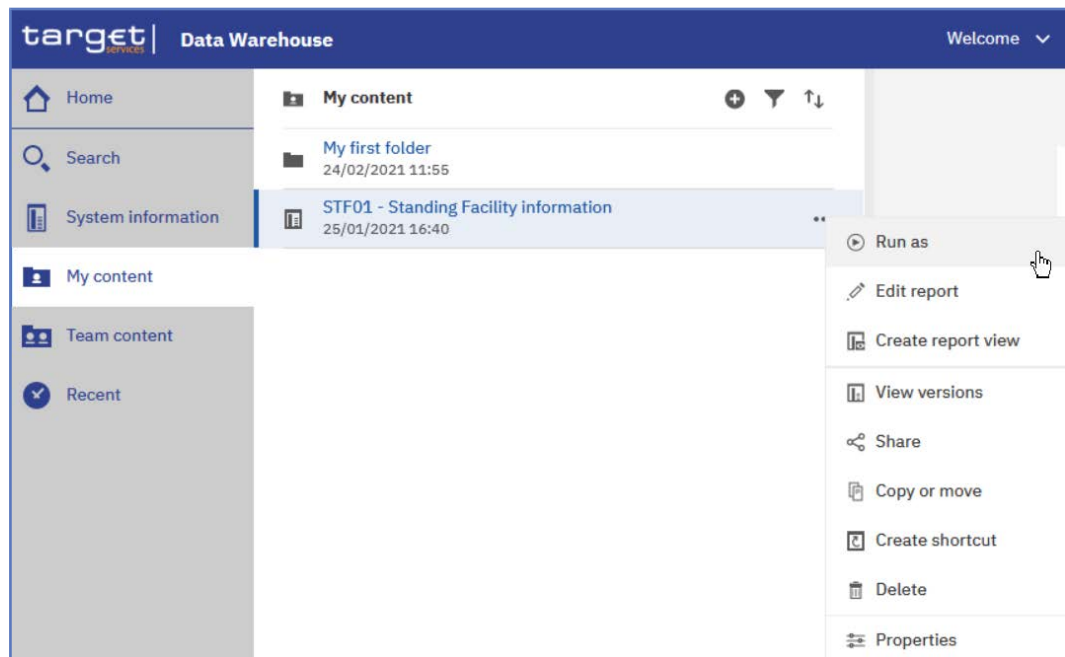 target services | Data Warehouse
Welcome
Home
Search
System information
My content
Team content
Recent
My content
My first folder
24/02/2021 11:55
STF01 - Standing Facility information
25/01/2021 16:40
Run as
Edit report
Create report view
View versions
Share
Copy or move
Create shortcut
Delete
Properties